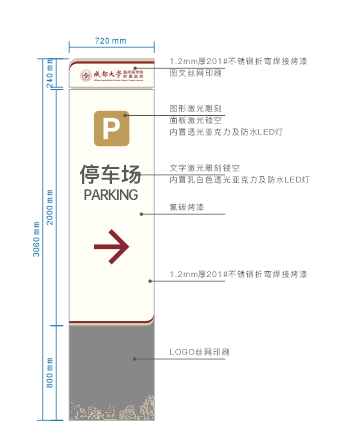 720 mm
240 mm
成都大学
1.2mm厚201#不锈钢折弯焊接烤漆
图文丝网印刷
P
图形激光雕刻
面板激光镂空
内置透光亚克力及防水LED灯
停车场
PARKING
文字激光雕刻镂空
内置乳白色透光亚克力及防水LED灯
氟碳烤漆
2000 mm
3060 mm
1.2mm厚201#不锈钢折弯焊接烤漆
LOGO丝网印刷
800 mm